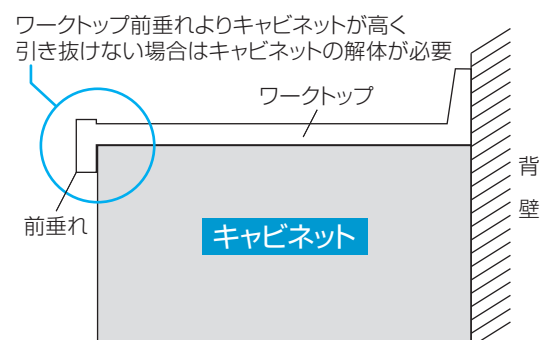 ワークトップ前垂れよりキャビネットが高く
引き抜けない場合はキャビネットの解体が必要
ワークトップ
背壁
前垂れ
キャビネット